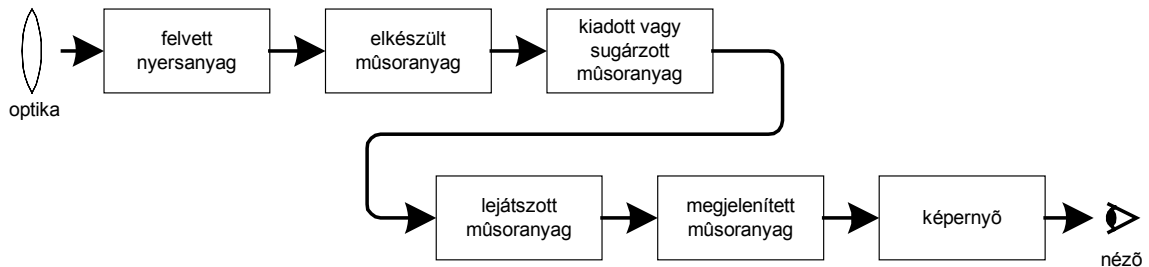 optika
felvett
nyersanyag
elkészült
mûsoranyag
kiadott vagy
sugárzott
mûsoranyag
lejátszott
mûsoranyag
megjelenített
mûsoranyag
képernyõ
nézõ